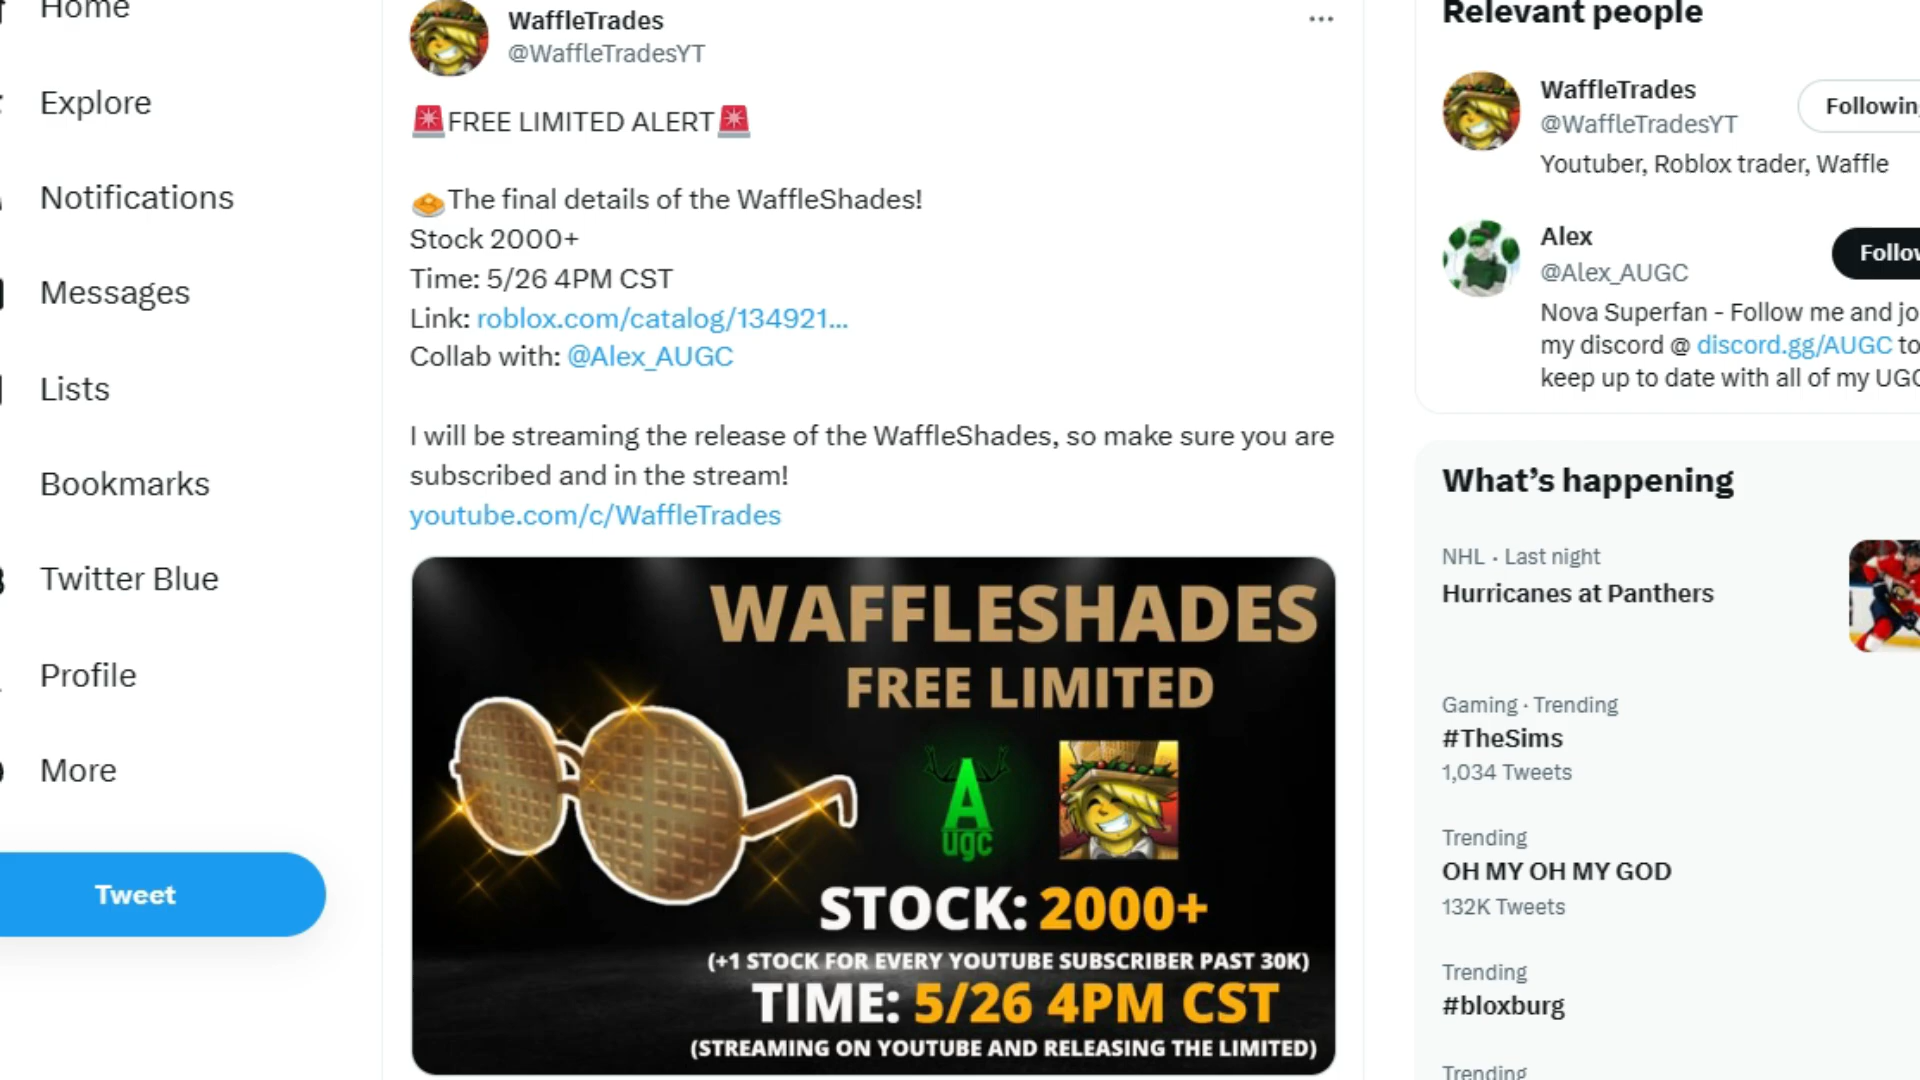 Home
Explore
Notifications
Messages
Lists
Bookmarks
Twitter Blue
Profile
More
Tweet
WaffleTrades
@WaffleTradesYT
🚨FREE LIMITED ALERT🚨
🧇The final details of the WaffleShades!
Stock 2000+
Time: 5/26 4PM CST
Link: roblox.com/catalog/134921...
Collab with: @Alex_AUGC
I will be streaming the release of the WaffleShades, so make sure you are
subscribed and in the stream!
youtube.com/c/WaffleTrades
WAFFLESHADES
FREE LIMITED
A
ugc
STOCK: 2000+
(+1 STOCK FOR EVERY YOUTUBE SUBSCRIBER PAST 30K)
TIME: 5/26 4PM CST
(STREAMING ON YOUTUBE AND RELEASING THE LIMITED)
Relevant people
WaffleTrades
@WaffleTradesYT
Following
Youtuber, Roblox trader, Waffle
Alex
@Alex_AUGC
Follow
Nova Superfan - Follow me and jo
my discord @ discord.gg/AUGC to
keep up to date with all of my UGC
What's happening
NHL · Last night
Hurricanes at Panthers
Gaming · Trending
#TheSims
1,034 Tweets
Trending
OH MY OH MY GOD
132K Tweets
Trending
#bloxburg
Trending